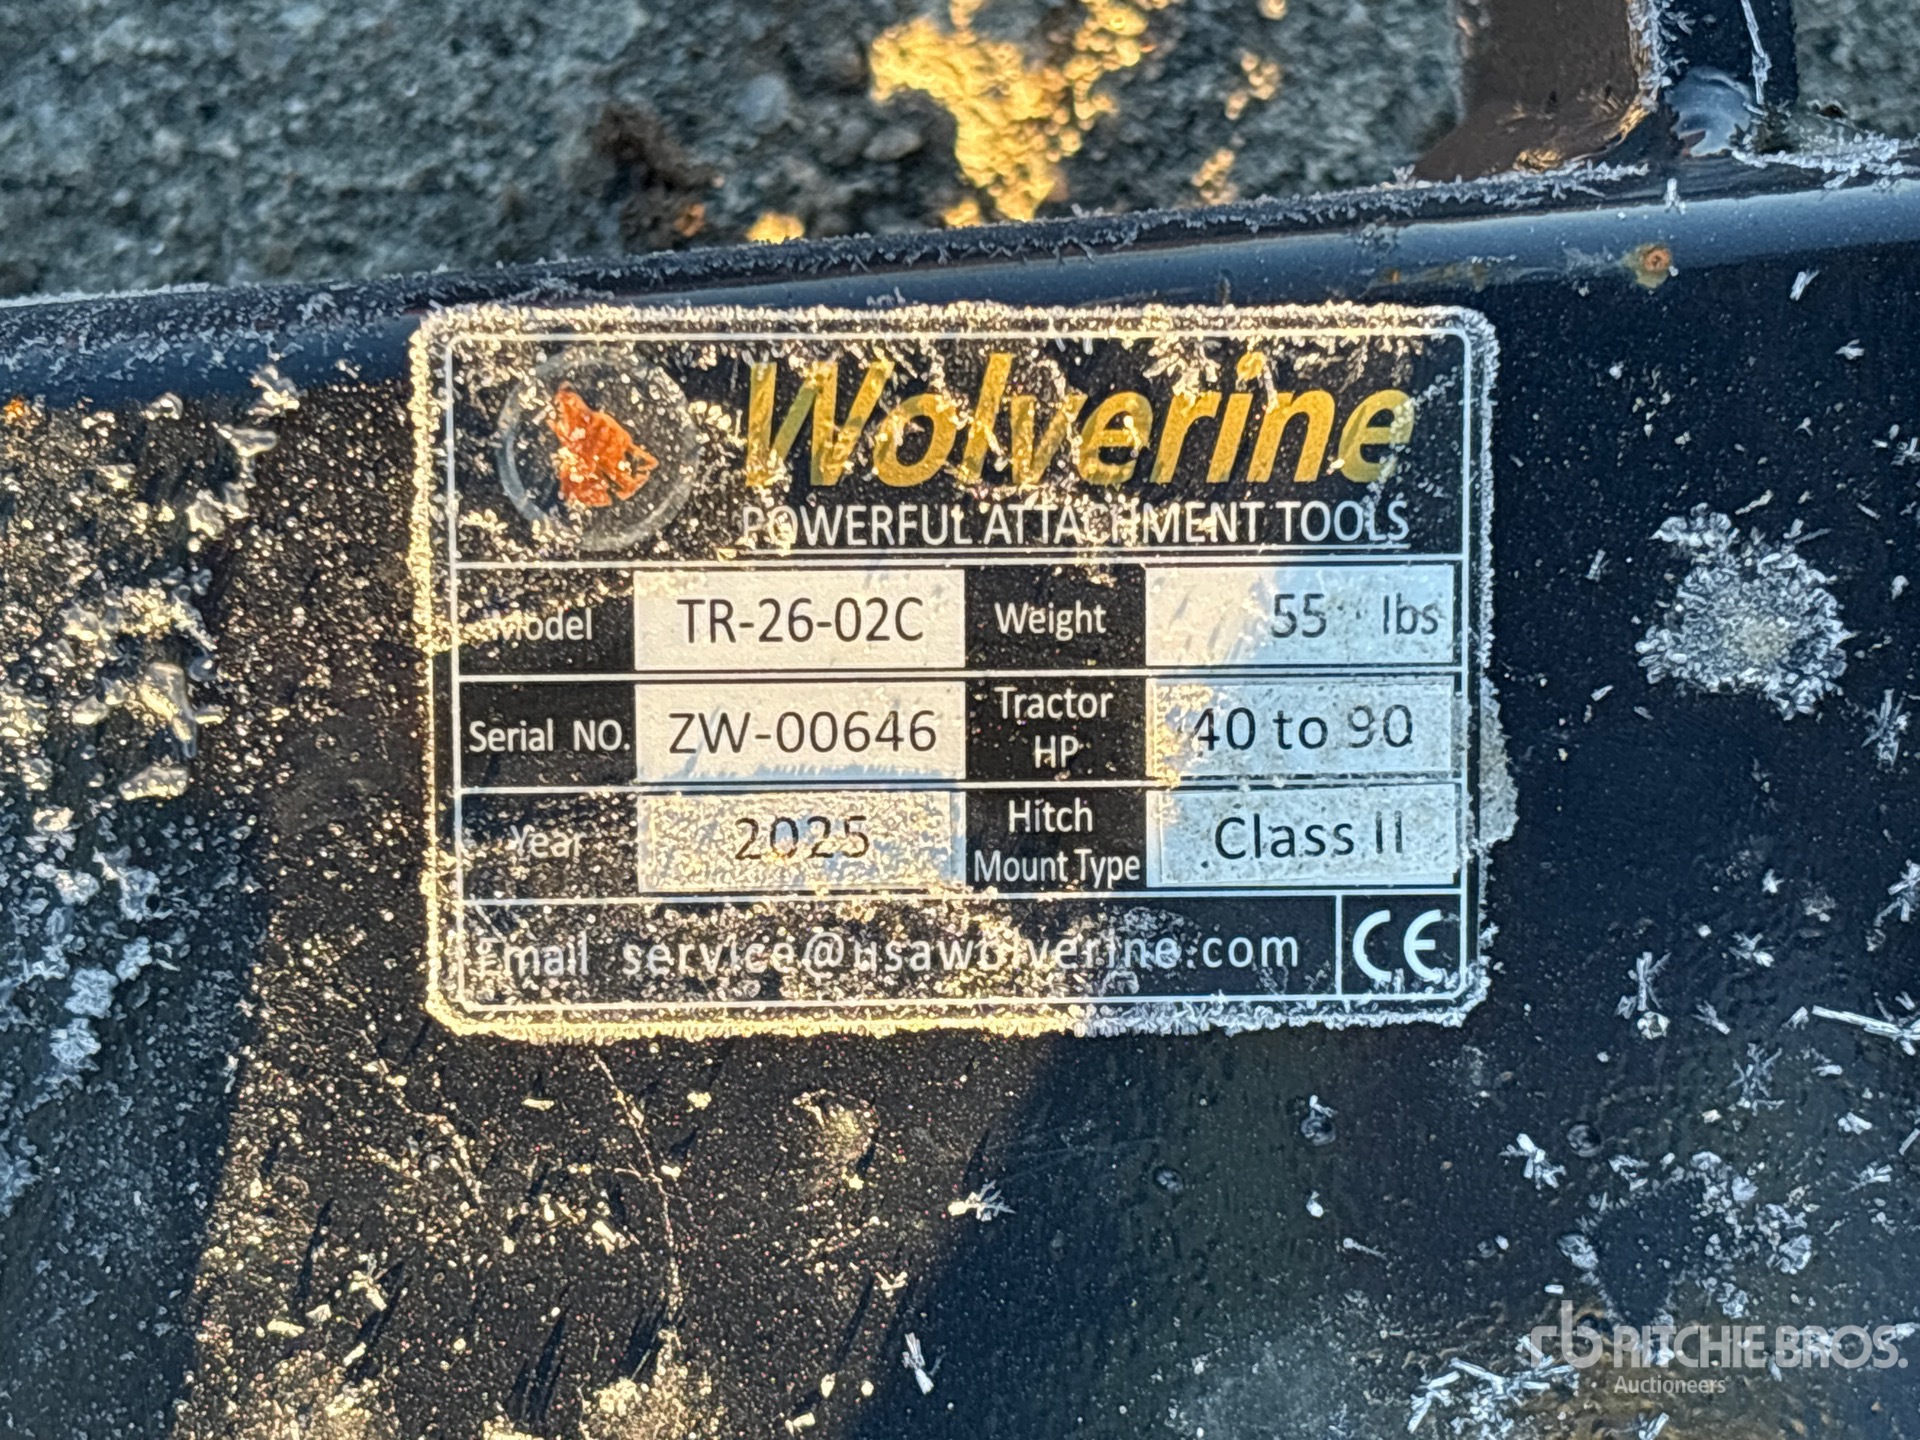 Wolverine
POWERFUL ATTACHMENT TOOLS
Model TR-26-02C Weight 55 lbs
Serial NO. ZW-00646 Tractor HP 40 to 90
Year 2025 Hitch Mount Type Class II
Email service@usawolverine.com CE
rb RITCHIE BROS.
Auctioneers